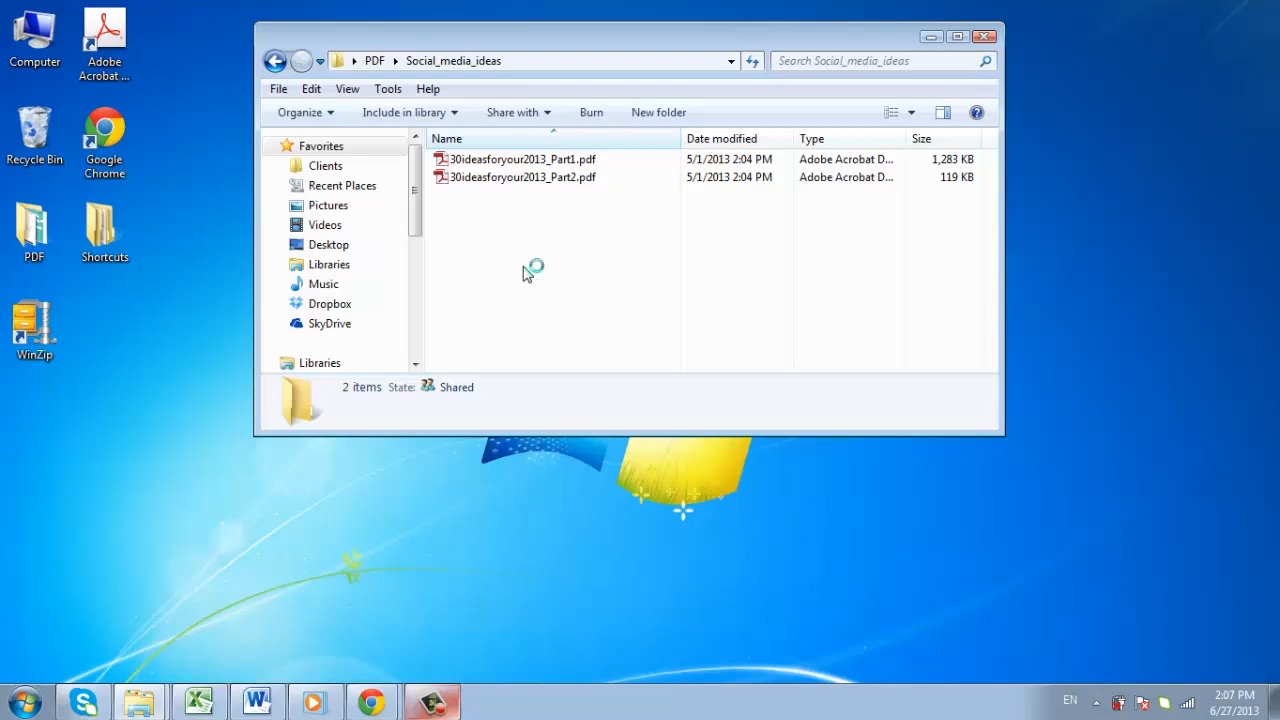 Computer
Adobe
Acrobat ...
Recycle Bin
Google
Chrome
PDF
Shortcuts
WinZip
PDF
Social_media_ideas
Search Social_media_ideas
File Edit View Tools Help
Organize Include in library Share with Burn New folder
Favorites
Clients
Recent Places
Pictures
Videos
Desktop
Libraries
Music
Dropbox
SkyDrive
Libraries
Name Date modified Type Size
30ideasforyour2013_Part1.pdf 5/1/2013 2:04 PM Adobe Acrobat D... 1,283 KB
30ideasforyour2013_Part2.pdf 5/1/2013 2:04 PM Adobe Acrobat D... 119 KB
2 items State: Shared
EN
2:07 PM
6/27/2013